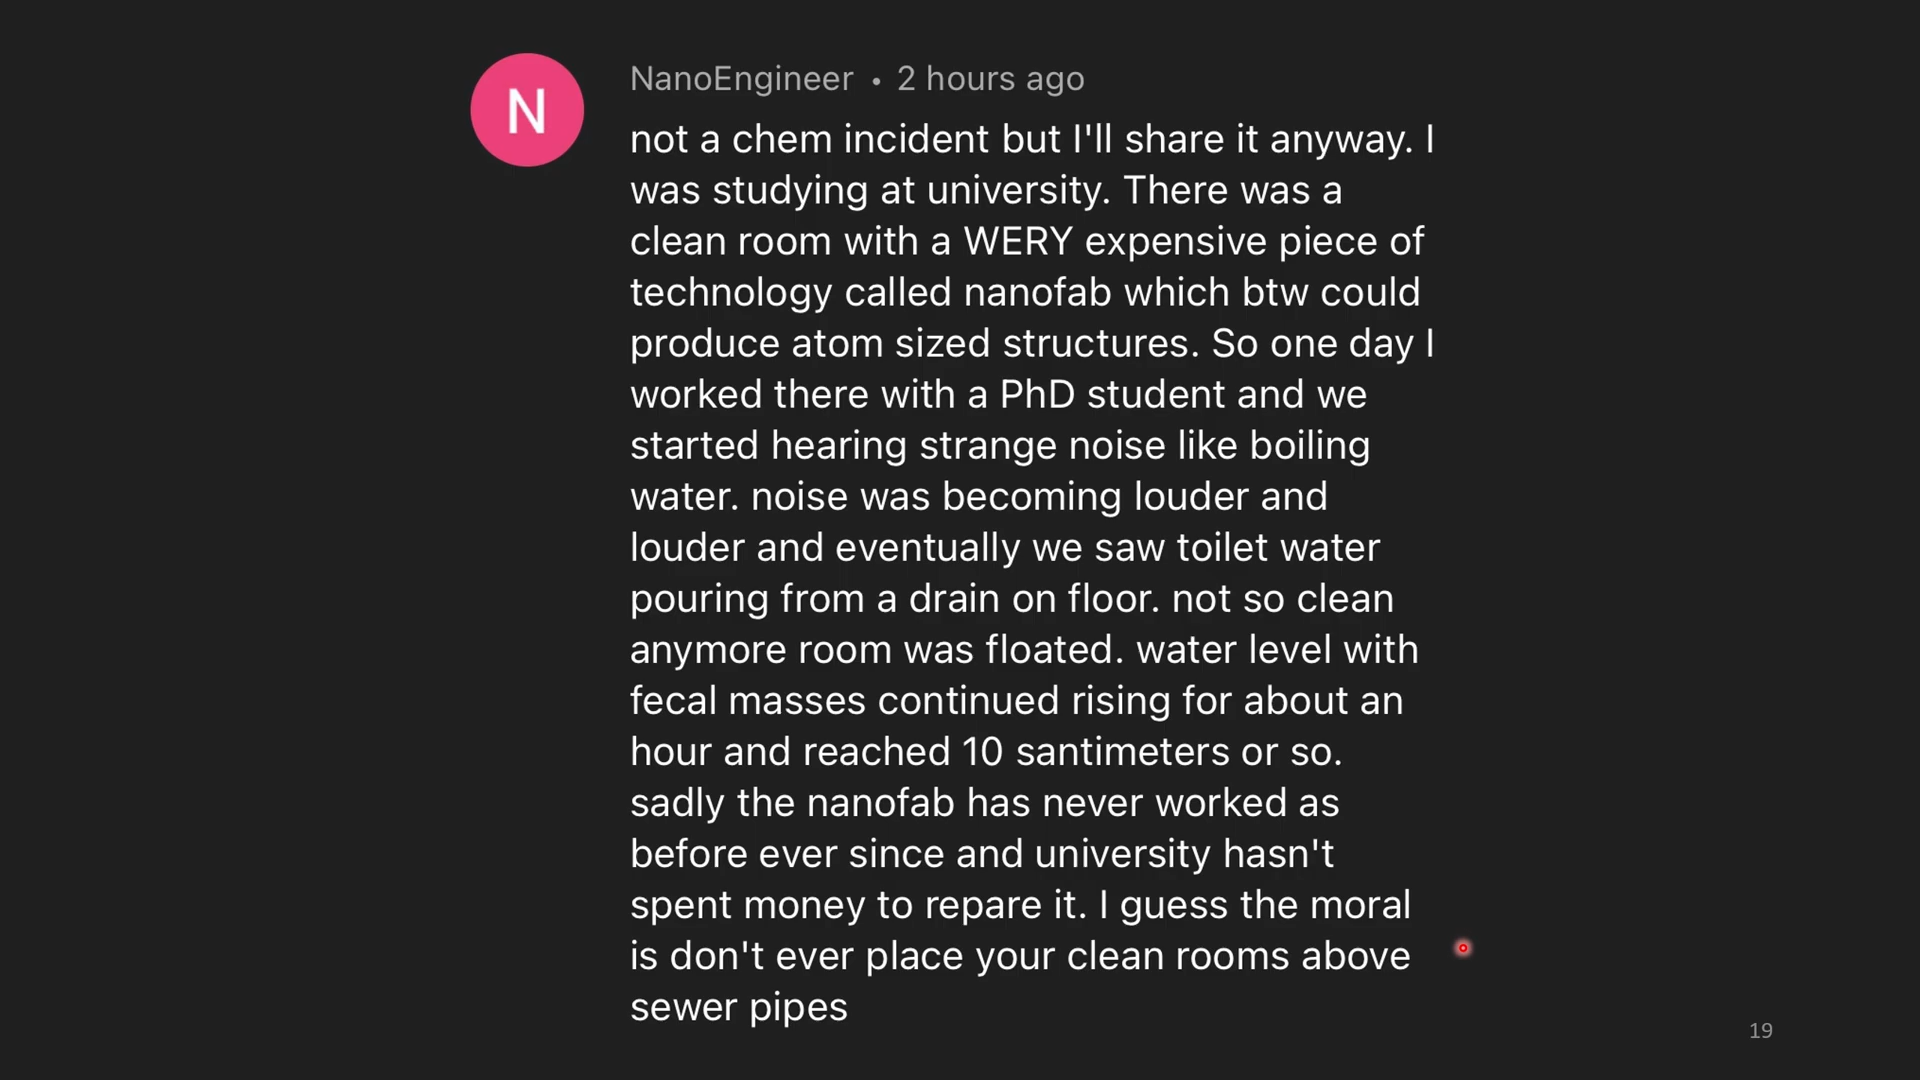 N
NanoEngineer • 2 hours ago
not a chem incident but I'll share it anyway. I
was studying at university. There was a
clean room with a WERY expensive piece of
technology called nanofab which btw could
produce atom sized structures. So one day I
worked there with a PhD student and we
started hearing strange noise like boiling
water. noise was becoming louder and
louder and eventually we saw toilet water
pouring from a drain on floor. not so clean
anymore room was floated. water level with
fecal masses continued rising for about an
hour and reached 10 santimeters or so.
sadly the nanofab has never worked as
before ever since and university hasn't
spent money to repare it. I guess the moral
is don't ever place your clean rooms above
sewer pipes
19